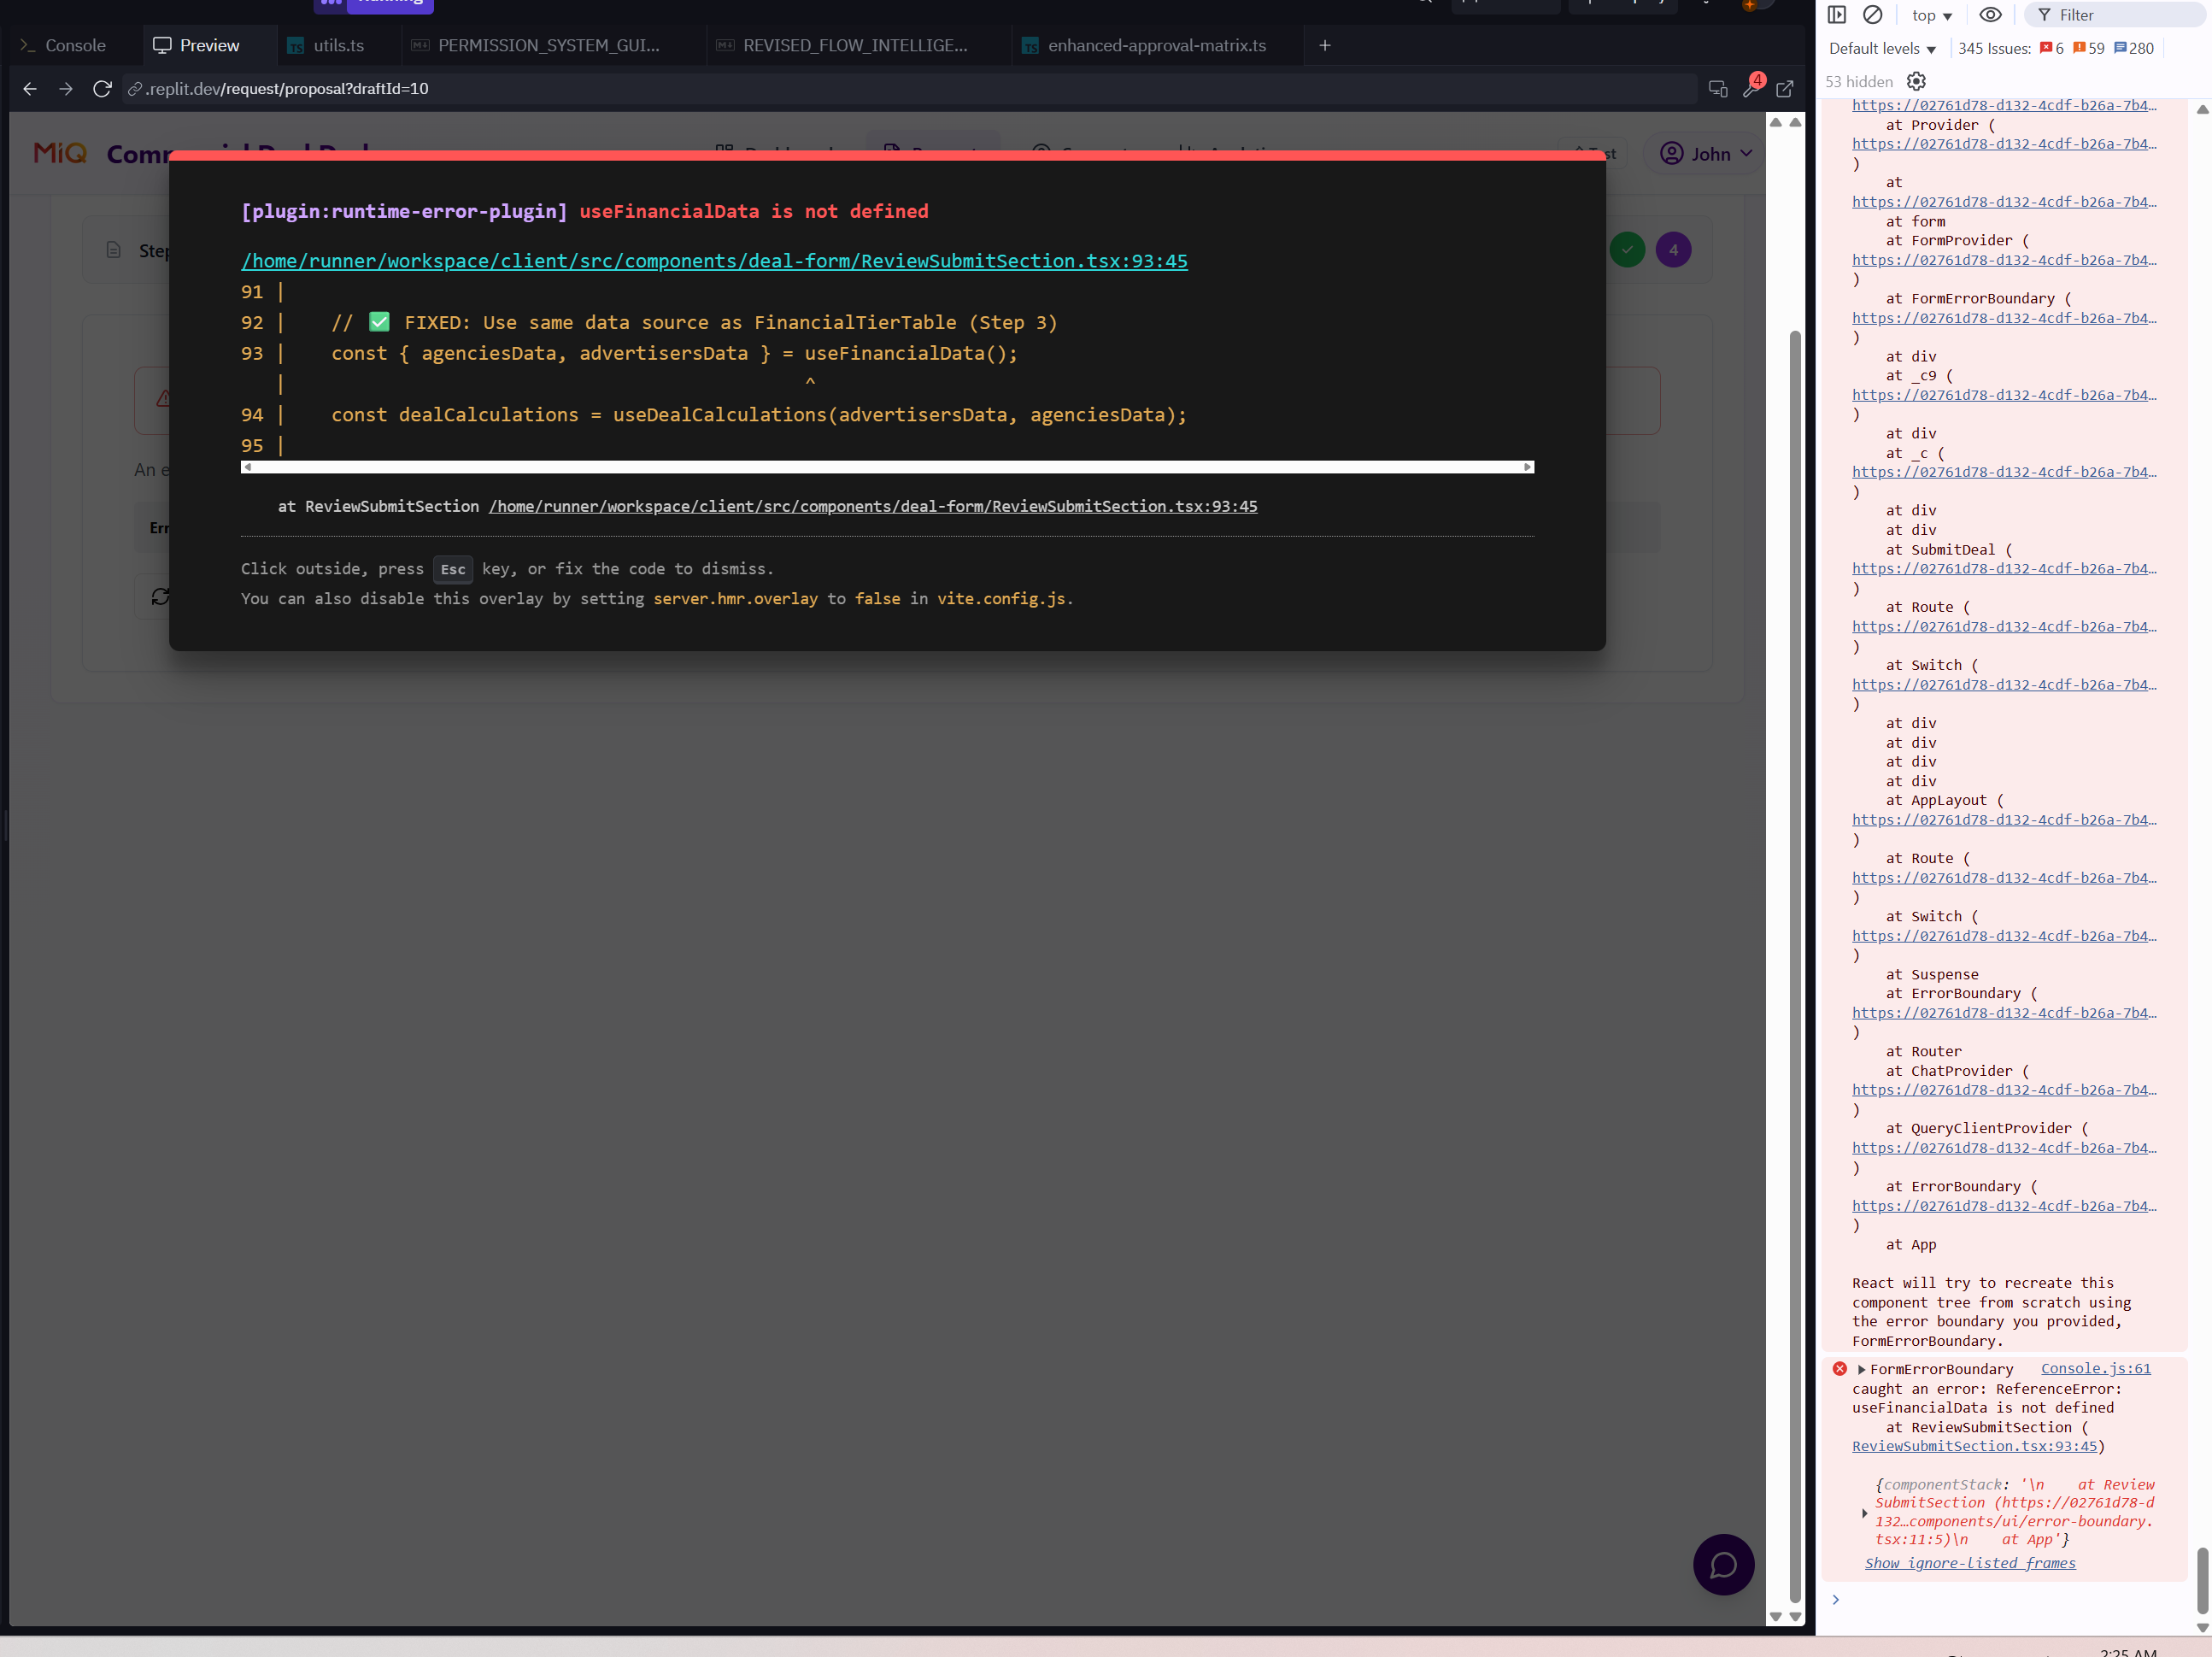 Console
Preview
utils.ts
PERMISSION_SYSTEM_GUI...
REVISED_FLOW_INTELLIGE...
enhanced-approval-matrix.ts
.replit.dev/request/proposal?draftId=10
4
MiQ
John
4
[plugin:runtime-error-plugin] useFinancialData is not defined
/home/runner/workspace/client/src/components/deal-form/ReviewSubmitSection.tsx:93:45
91 |
92 |    // ✅ FIXED: Use same data source as FinancialTierTable (Step 3)
93 |    const { agenciesData, advertisersData } = useFinancialData();
|                                              ^
94 |    const dealCalculations = useDealCalculations(advertisersData, agenciesData);
95 |
at ReviewSubmitSection /home/runner/workspace/client/src/components/deal-form/ReviewSubmitSection.tsx:93:45
Click outside, press Esc key, or fix the code to dismiss.
You can also disable this overlay by setting server.hmr.overlay to false in vite.config.js.
top
Filter
Default levels
345 Issues: 6 59 280
53 hidden
https://02761d78-d132-4cdf-b26a-7b4…
at Provider (
https://02761d78-d132-4cdf-b26a-7b4…
)
at
https://02761d78-d132-4cdf-b26a-7b4…
at form
at FormProvider (
https://02761d78-d132-4cdf-b26a-7b4…
)
at FormErrorBoundary (
https://02761d78-d132-4cdf-b26a-7b4…
)
at div
at _c9 (
https://02761d78-d132-4cdf-b26a-7b4…
)
at div
at _c (
https://02761d78-d132-4cdf-b26a-7b4…
)
at div
at div
at SubmitDeal (
https://02761d78-d132-4cdf-b26a-7b4…
)
at Route (
https://02761d78-d132-4cdf-b26a-7b4…
)
at Switch (
https://02761d78-d132-4cdf-b26a-7b4…
)
at div
at div
at div
at div
at AppLayout (
https://02761d78-d132-4cdf-b26a-7b4…
)
at Route (
https://02761d78-d132-4cdf-b26a-7b4…
)
at Switch (
https://02761d78-d132-4cdf-b26a-7b4…
)
at Suspense
at ErrorBoundary (
https://02761d78-d132-4cdf-b26a-7b4…
)
at Router
at ChatProvider (
https://02761d78-d132-4cdf-b26a-7b4…
)
at QueryClientProvider (
https://02761d78-d132-4cdf-b26a-7b4…
)
at ErrorBoundary (
https://02761d78-d132-4cdf-b26a-7b4…
)
at App
React will try to recreate this
component tree from scratch using
the error boundary you provided,
FormErrorBoundary.
FormErrorBoundary Console.js:61
caught an error: ReferenceError:
useFinancialData is not defined
at ReviewSubmitSection (
ReviewSubmitSection.tsx:93:45)
{componentStack: '\n    at Review
SubmitSection (https://02761d78-d
132…components/ui/error-boundary.
tsx:11:5)\n    at App'}
Show ignore-listed frames
2:25 AM